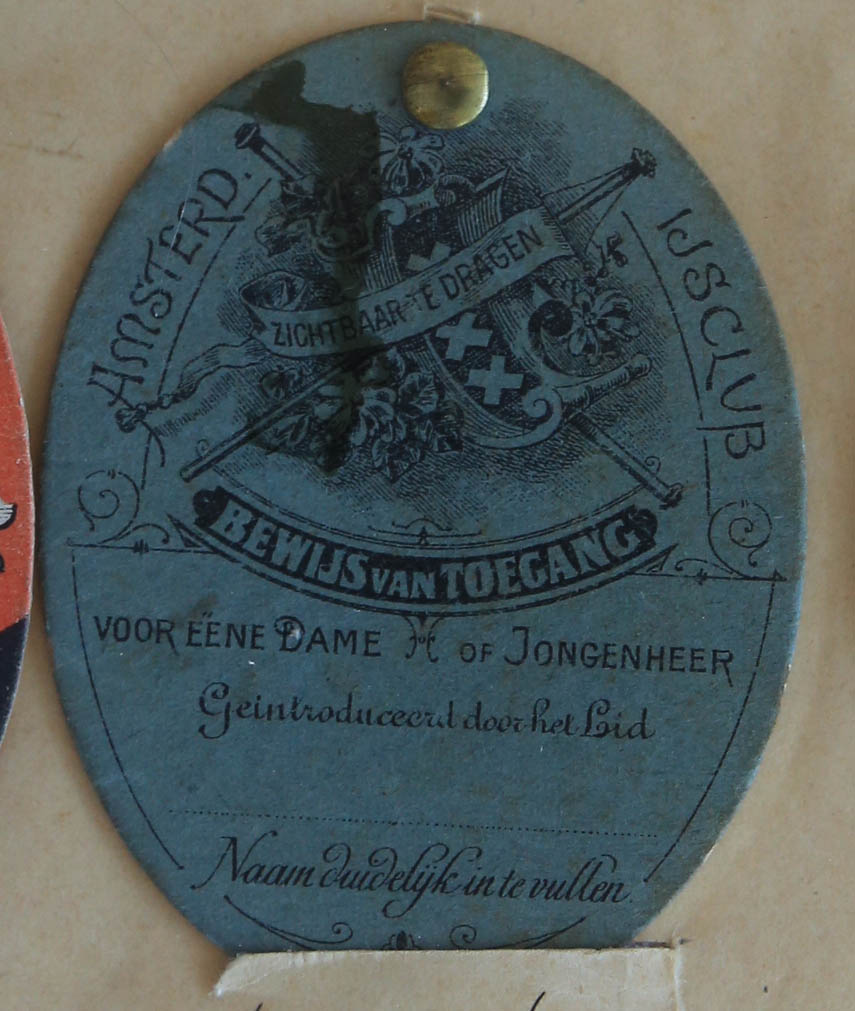 AMSTERD. IJSCLUB
ZICHTBAAR TE DRAGEN
BEWIJS VAN TOEGANG
VOOR EËNE DAME OF JONGENHEER
Geintroduceerd door het Lid
Naam duidelijk in te vullen.